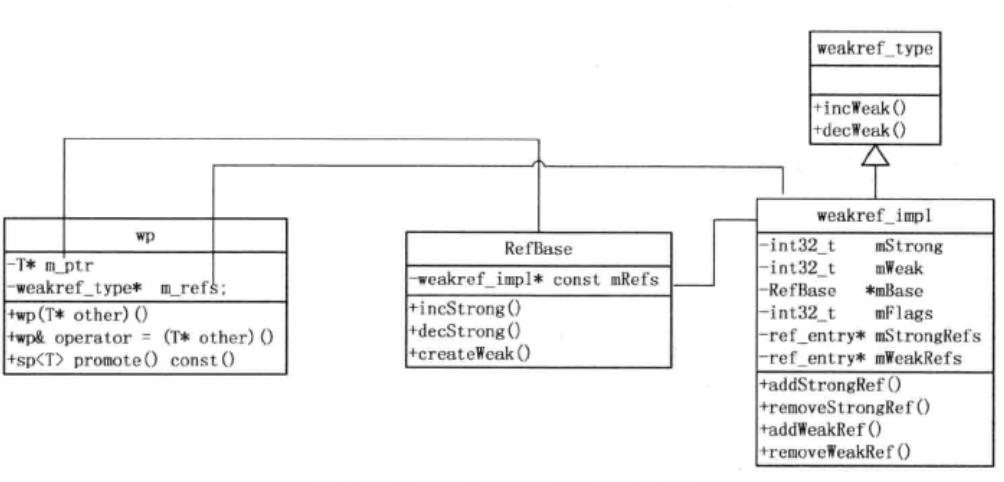 weakref_type
+incWeak()
+decWeak()
wp
-T* m_ptr
-weakref_type* m_refs;
+wp(T* other)()
+wp& operator = (T* other)()
+sp<T> promote() const()
RefBase
-weakref_impl* const mRefs
+incStrong()
+decStrong()
+createWeak()
weakref_impl
-int32_t mStrong
-int32_t mWeak
-RefBase *mBase
-int32_t mFlags
-ref_entry* mStrongRefs
-ref_entry* mWeakRefs
+addStrongRef()
+removeStrongRef()
+addWeakRef()
+removeWeakRef()